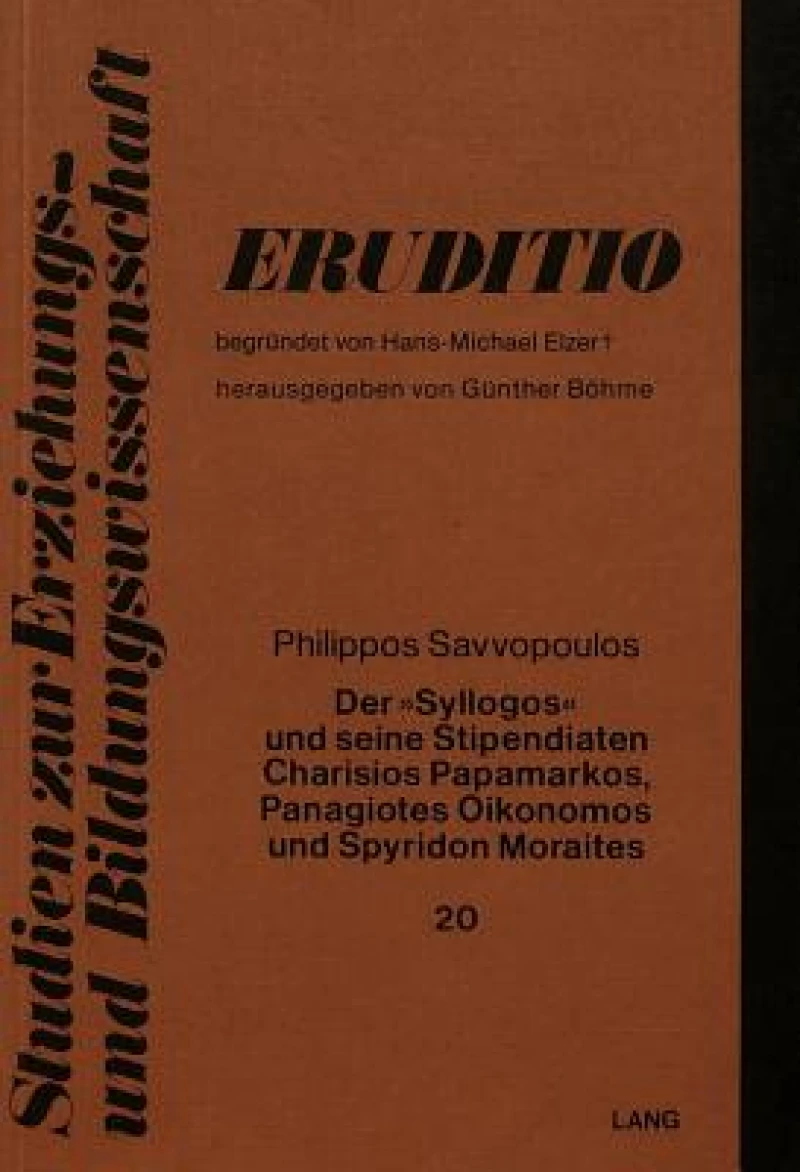 Studien zur Erziehungs-
und Bildungswissenschaft
ERUDITIO
begründet von Hans-Michael Elzer†
herausgegeben von Günther Böhme
Philippos Savvopoulos
Der »Syllogos«
und seine Stipendiaten
Charisios Papamarkos,
Panagiotes Oikonomos
und Spyridon Moraites
20
LANG